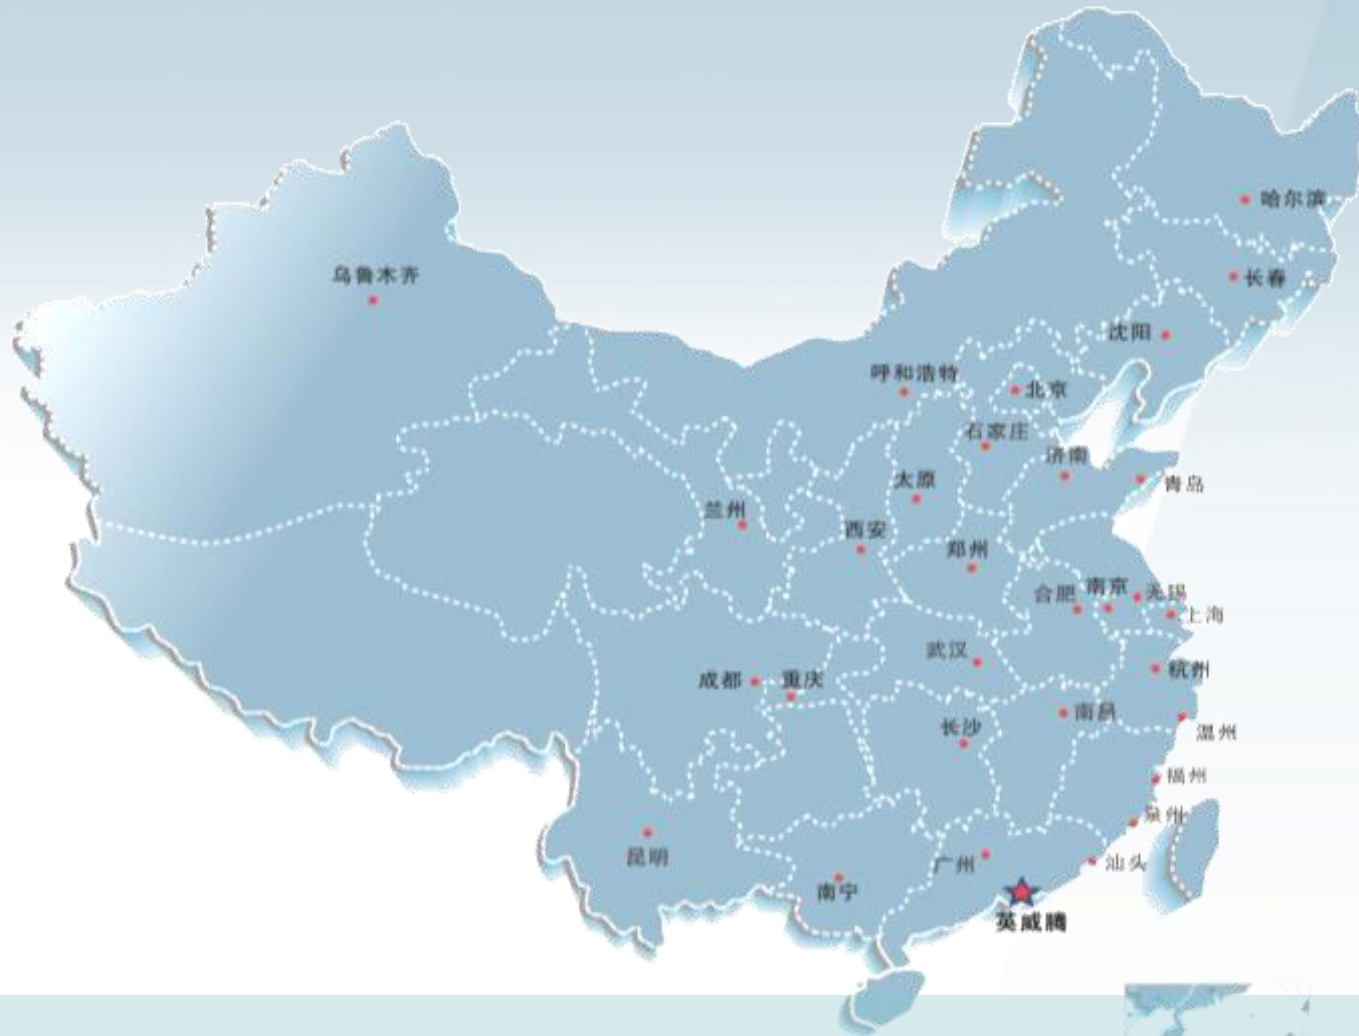 哈尔滨
乌鲁木齐
长春
沈阳
呼和浩特
北京
石家庄
济南
太原
青岛
兰州
西安
郑州
合肥
南京
无锡
上海
武汉
杭州
成都
重庆
南昌
长沙
温州
福州
泉州
昆明
广州
汕头
南宁
英威腾